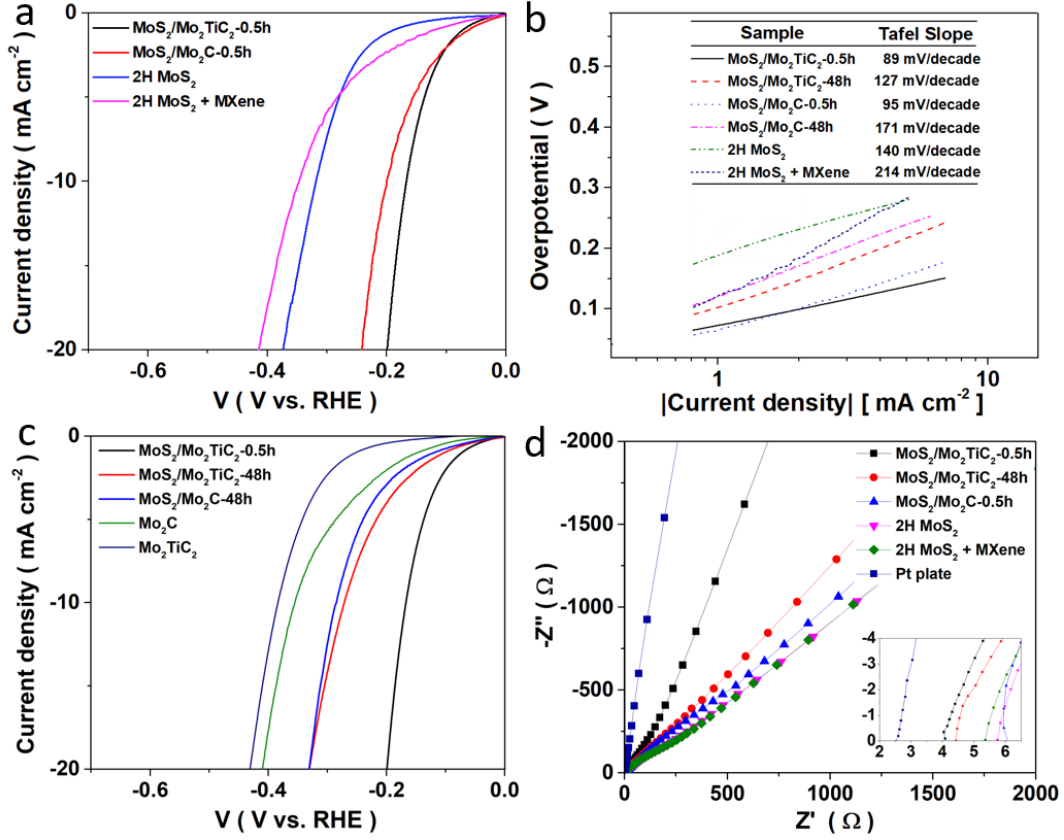 a
MoS2/Mo2TiC2-0.5h
MoS2/Mo2C-0.5h
2H MoS2
2H MoS2 + MXene
0
-10
-20
Current density ( mA cm-2 )
-0.6
-0.4
-0.2
0.0
V ( V vs. RHE )
b
Sample Tafel Slope
MoS2/Mo2TiC2-0.5h 89 mV/decade
MoS2/Mo2TiC2-48h 127 mV/decade
MoS2/Mo2C-0.5h 95 mV/decade
MoS2/Mo2C-48h 171 mV/decade
2H MoS2 140 mV/decade
2H MoS2 + MXene 214 mV/decade
0.5
0.4
0.3
0.2
0.1
Overpotential ( V )
1
10
|Current density| [ mA cm-2 ]
c
MoS2/Mo2TiC2-0.5h
MoS2/Mo2TiC2-48h
MoS2/Mo2C-48h
Mo2C
Mo2TiC2
0
-10
-20
Current density ( mA cm-2 )
-0.6
-0.4
-0.2
0.0
V ( V vs. RHE )
d
MoS2/Mo2TiC2-0.5h
MoS2/Mo2TiC2-48h
MoS2/Mo2C-0.5h
2H MoS2
2H MoS2 + MXene
Pt plate
-2000
-1500
-1000
-500
0
-Z'' ( Ω )
-4
-3
-2
-1
0
2 3 4 5 6
0 500 1000 1500 2000
Z' ( Ω )